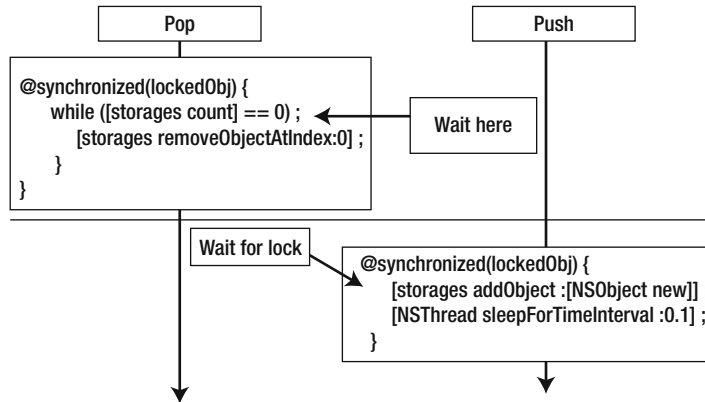 Pop
Push
@synchronized(lockedObj) {
while ([storages count] == 0) ;
[storages removeObjectAtIndex:0] ;
}
}
Wait here
Wait for lock
@synchronized(lockedObj) {
[storages addObject :[NSObject new]]
[NSThread sleepForTimeInterval :0.1] ;
}